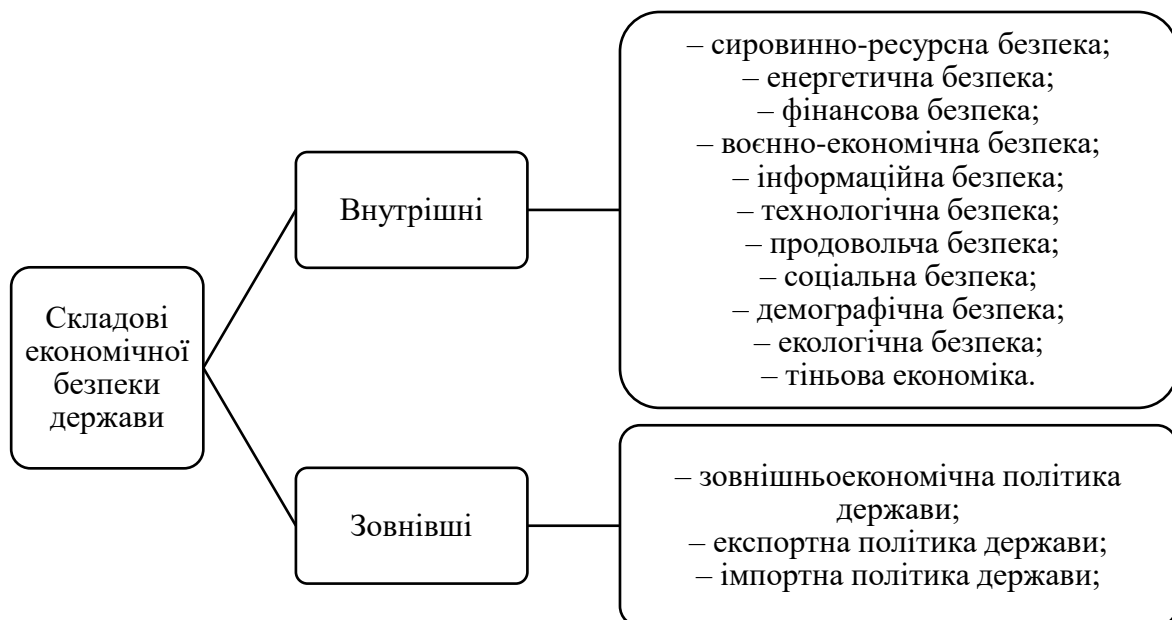 Складові
економічної
безпеки
держави
Внутрішні
– сировинно-ресурсна безпека;
– енергетична безпека;
– фінансова безпека;
– воєнно-економічна безпека;
– інформаційна безпека;
– технологічна безпека;
– продовольча безпека;
– соціальна безпека;
– демографічна безпека;
– екологічна безпека;
– тіньова економіка.
Зовнівші
– зовнішньоекономічна політика
держави;
– експортна політика держави;
– імпортна політика держави;